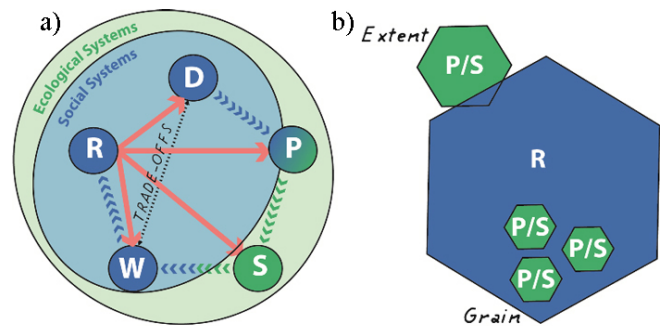 a)
Ecological Systems
Social Systems
D
R
P
TRADE-OFFS
W
S
b)
Extent
P/S
R
P/S
P/S
P/S
Grain